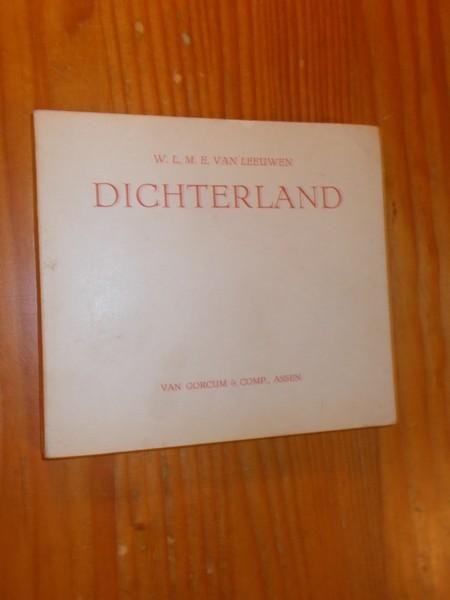 W. L. M. E. VAN LEEUWEN
DICHTERLAND
VAN GORCUM & COMP., ASSEN